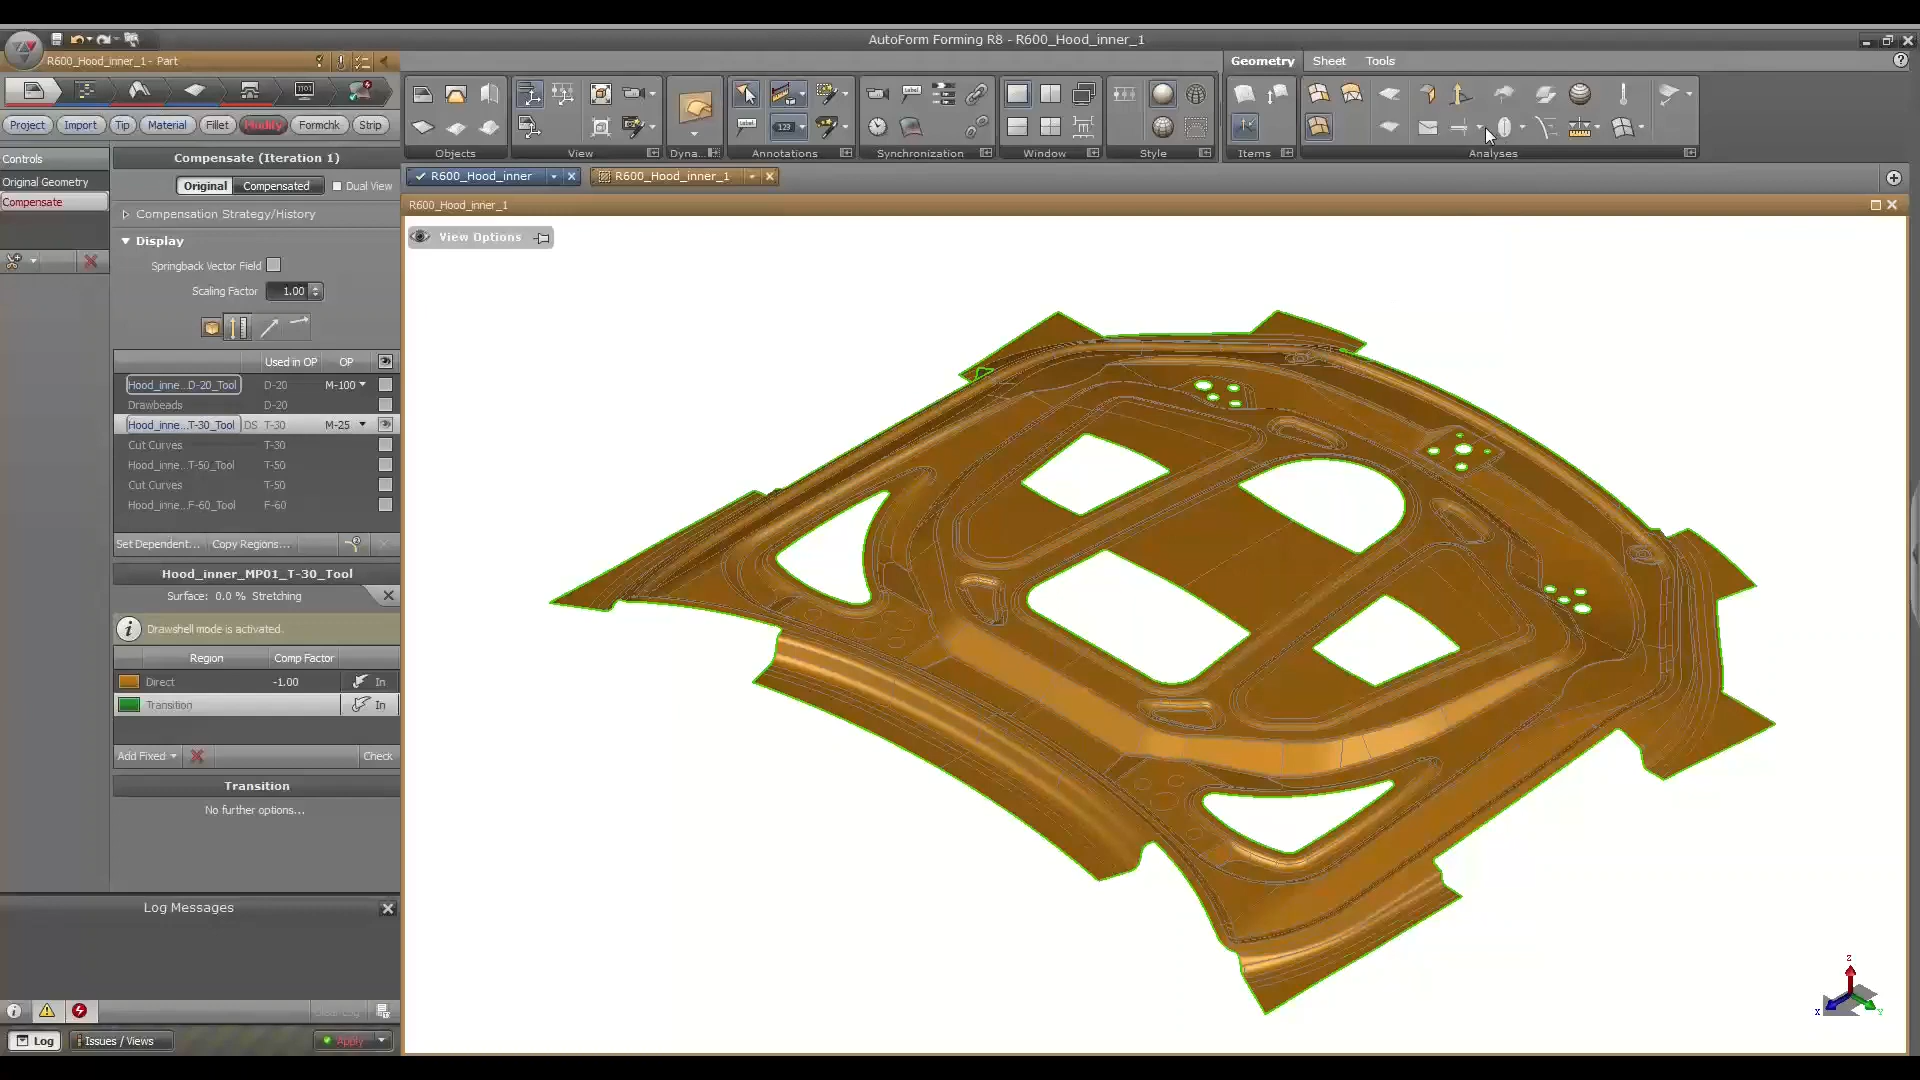 AutoForm Forming R8 - R600_Hood_inner_1
R600_Hood_inner_1 - Part
Geometry Sheet Tools
Project Import Tip Material Fillet Modify Formchk Strip
Objects View Dyna... Annotations Synchronization Window Style Items Analyses
Controls
Original Geometry
Compensate
Compensate (Iteration 1)
Original Compensated Dual View
Compensation Strategy/History
Display
Springback Vector Field
Scaling Factor 1.00
Used in OP OP
Hood_inne...D-20_Tool D-20 M-100
Drawbeads D-20
Hood_inne...T-30_Tool DS T-30 M-25
Cut Curves T-30
Hood_inne...T-50_Tool T-50
Cut Curves T-50
Hood_inne...F-60_Tool F-60
Set Dependent... Copy Regions...
Hood_inner_MP01_T-30_Tool
Surface: 0.0 % Stretching
Drawshell mode is activated.
Region Comp Factor
Direct -1.00 In
Transition In
Add Fixed Check
Transition
No further options...
Log Messages
Clear Log
Log Issues / Views Apply
R600_Hood_inner R600_Hood_inner_1
R600_Hood_inner_1
View Options
Z
X
Y